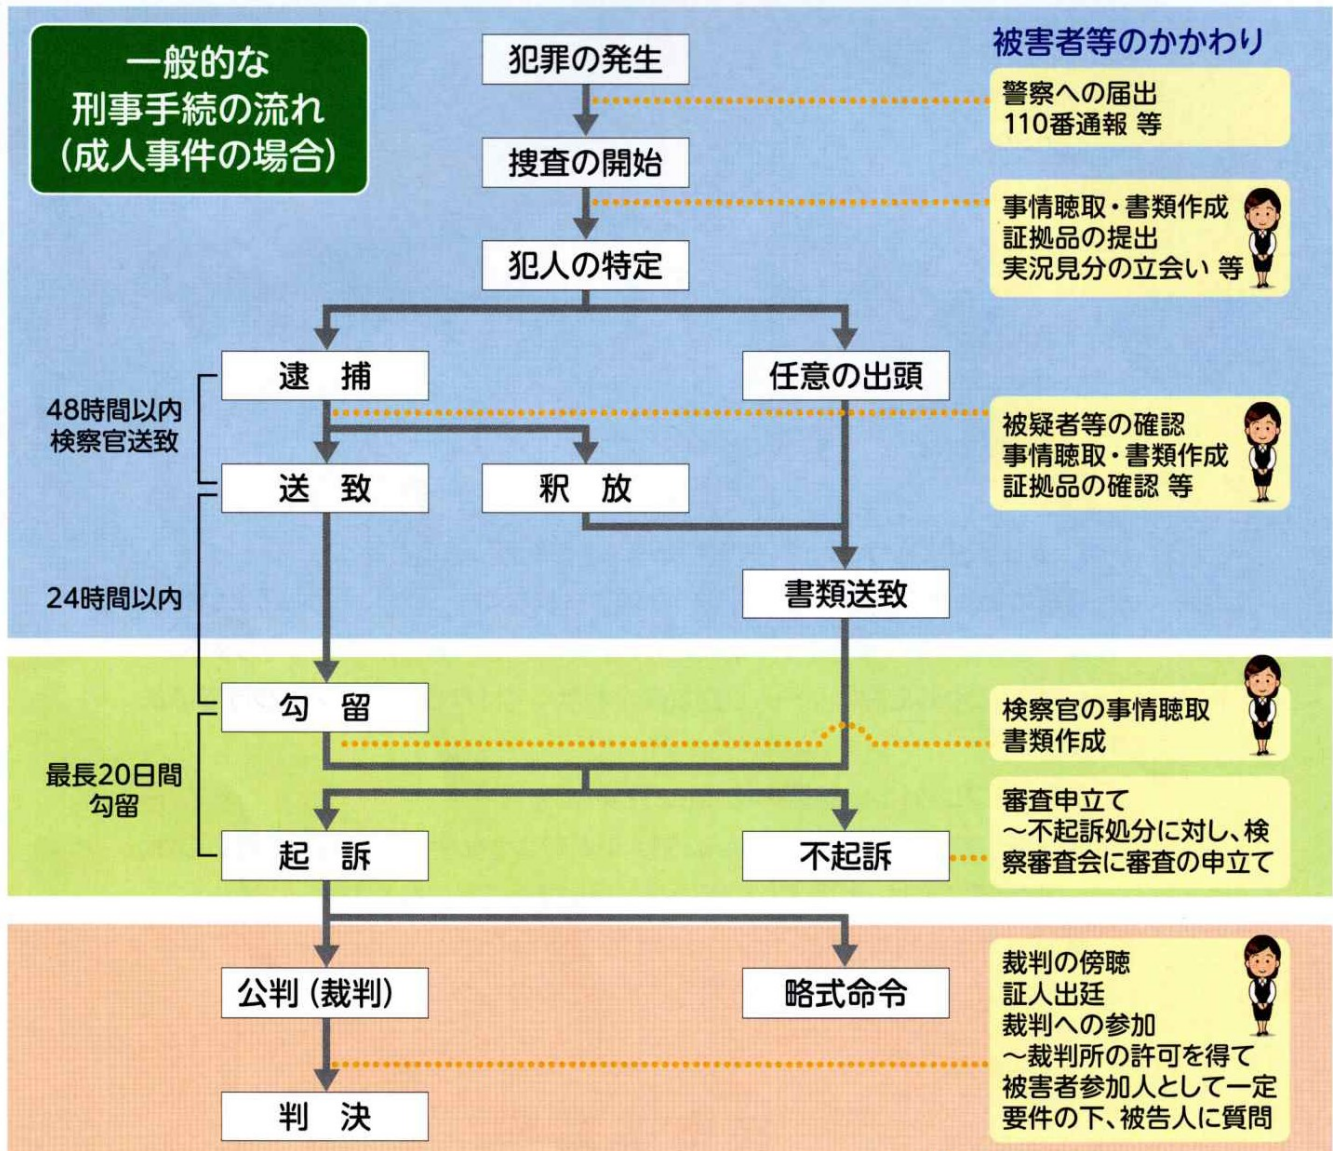 一般的な
刑事手続の流れ
(成人事件の場合)
被害者等のかかわり
犯罪の発生
警察への届出
110番通報 等
捜査の開始
事情聴取・書類作成
証拠品の提出
実況見分の立会い 等
犯人の特定
逮 捕
任意の出頭
48時間以内
検察官送致
被疑者等の確認
事情聴取・書類作成
証拠品の確認 等
送 致
釈 放
24時間以内
書類送致
勾 留
検察官の事情聴取
書類作成
最長20日間
勾留
起 訴
不起訴
審査申立て
～不起訴処分に対し、検
察審査会に審査の申立て
公判(裁判)
略式命令
裁判の傍聴
証人出廷
裁判への参加
～裁判所の許可を得て
被害者参加人として一定
要件の下、被告人に質問
判 決